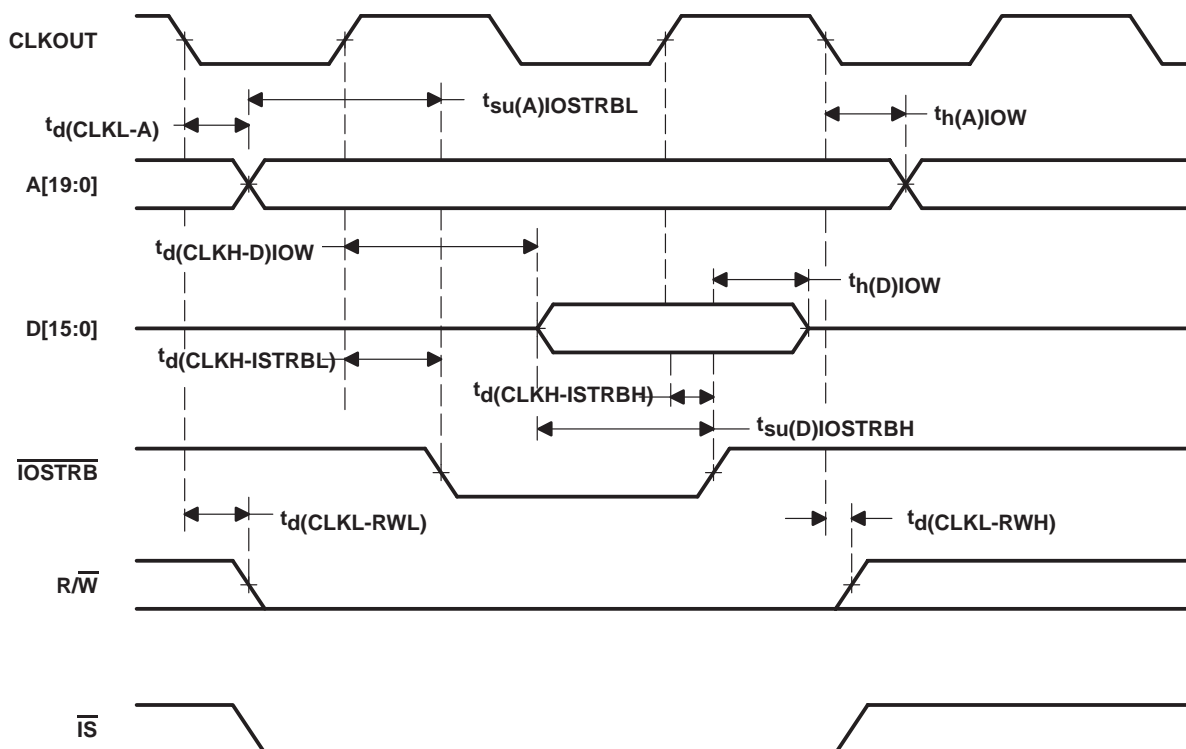 CLKOUT
tsu(A)IOSTRBL
td(CLKL-A)
th(A)IOW
A[19:0]
td(CLKH-D)IOW
th(D)IOW
D[15:0]
td(CLKH-ISTRBL)
td(CLKH-ISTRBH)
tsu(D)IOSTRBH
IOSTRB
td(CLKL-RWL)
td(CLKL-RWH)
R/W
IS